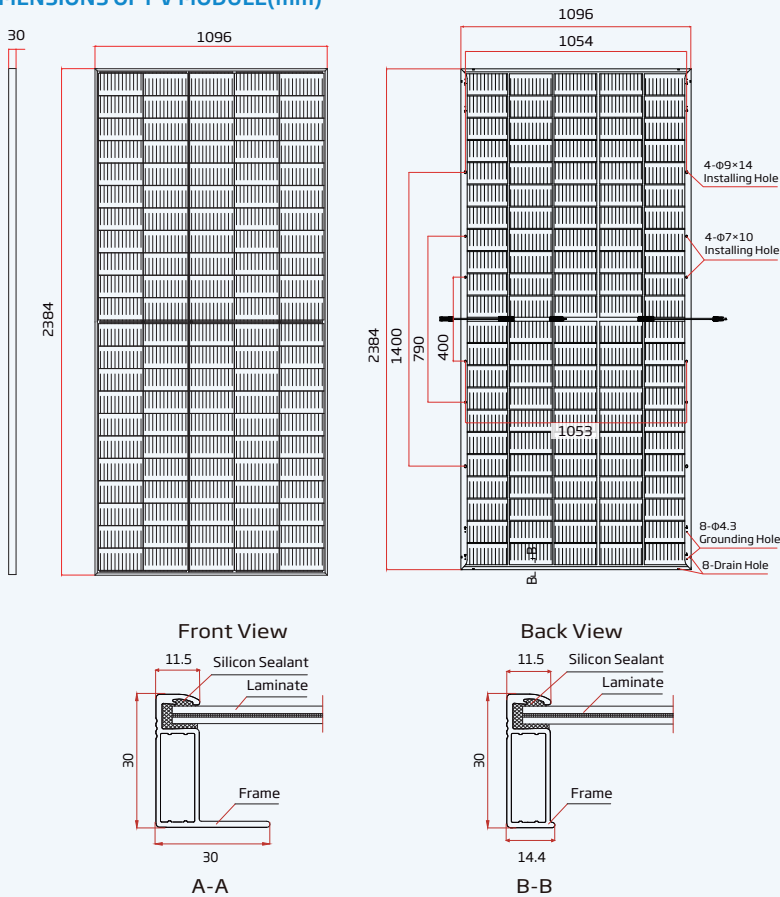 MENSIONS OF P V MODULE(mm)
30
1096
2384
1096
1054
2384
1400
790
400
1053
4-Φ9×14
Installing Hole
4-Φ7×10
Installing Hole
8-Φ4.3
Grounding Hole
8-Drain Hole
B
B
Front View
Back View
11.5
Silicon Sealant
Laminate
30
Frame
30
A-A
11.5
Silicon Sealant
Laminate
30
Frame
14.4
B-B